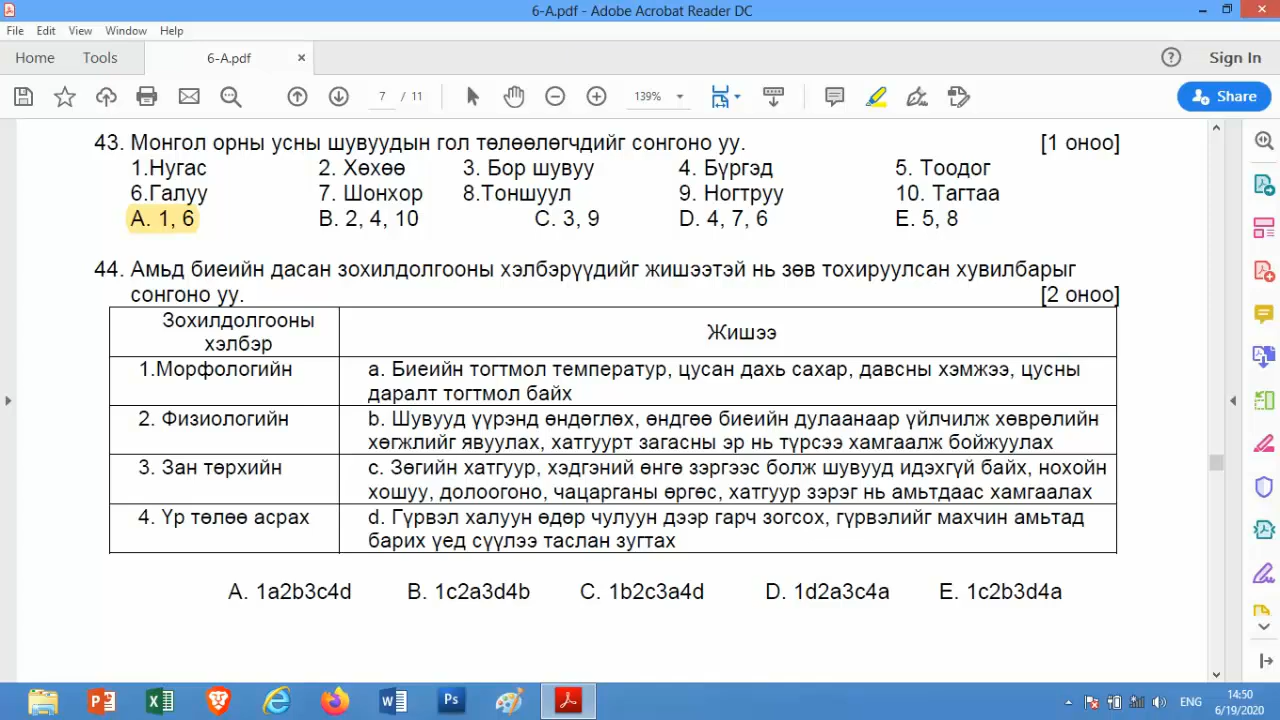 6-A.pdf - Adobe Acrobat Reader DC
File Edit View Window Help
Home Tools 6-A.pdf × Sign In
7 / 11 139% Share
43. Монгол орны усны шувуудын гол төлөөлөгчдийг сонгоно уу. [1 оноо]
1.Нугас 2. Хөхөө 3. Бор шувуу 4. Бүргэд 5. Тоодог
6.Галуу 7. Шонхор 8.Тоншуул 9. Ногтруу 10. Тагтаа
A. 1, 6 B. 2, 4, 10 C. 3, 9 D. 4, 7, 6 E. 5, 8
44. Амьд биеийн дасан зохилдолгооны хэлбэрүүдийг жишээтэй нь зөв тохируулсан хувилбарыг
сонгоно уу. [2 оноо]
Зохилдолгооны
хэлбэр
Жишээ
1.Морфологийн
a. Биеийн тогтмол температур, цусан дахь сахар, давсны хэмжээ, цусны
даралт тогтмол байх
2. Физиологийн
b. Шувууд үүрэнд өндөглөх, өндгөө биеийн дулаанаар үйлчилж хөврөлийн
хөгжлийг явуулах, хатгуурт загасны эр нь түрсээ хамгаалж бойжуулах
3. Зан төрхийн
c. Зөгийн хатгуур, хэдгэний өнгө зэргээс болж шувууд идэхгүй байх, нохойн
хошуу, долоогоно, чацарганы өргөс, хатгуур зэрэг нь амьтдаас хамгаалах
4. Үр төлөө асрах
d. Гүрвэл халуун өдөр чулуун дээр гарч зогсох, гүрвэлийг махчин амьтад
барих үед сүүлээ таслан зугтах
A. 1a2b3c4d B. 1c2a3d4b C. 1b2c3a4d D. 1d2a3c4a E. 1c2b3d4a
ENG 14:50
6/19/2020